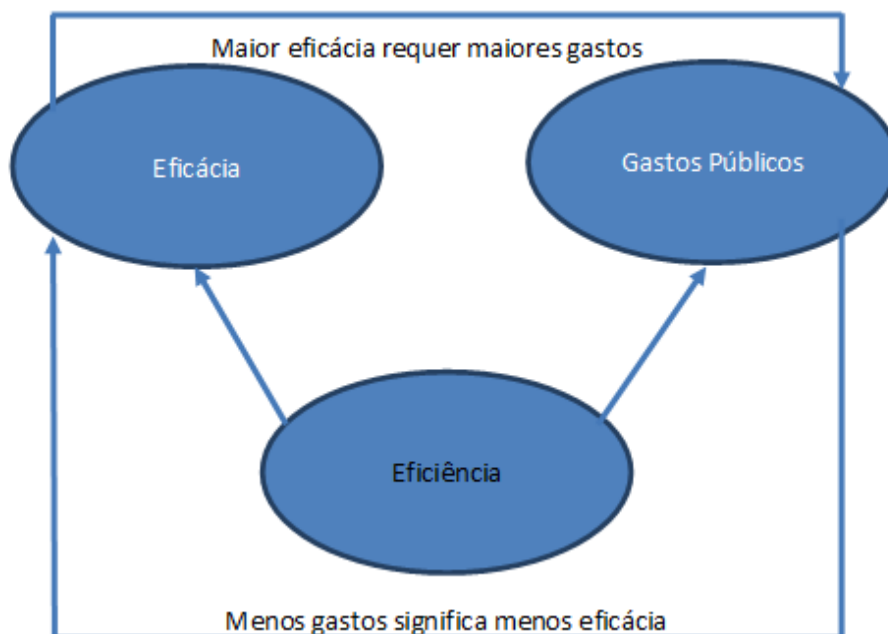 Maior eficácia requer maiores gastos
Eficácia
Gastos Públicos
Eficiência
Menos gastos significa menos eficácia